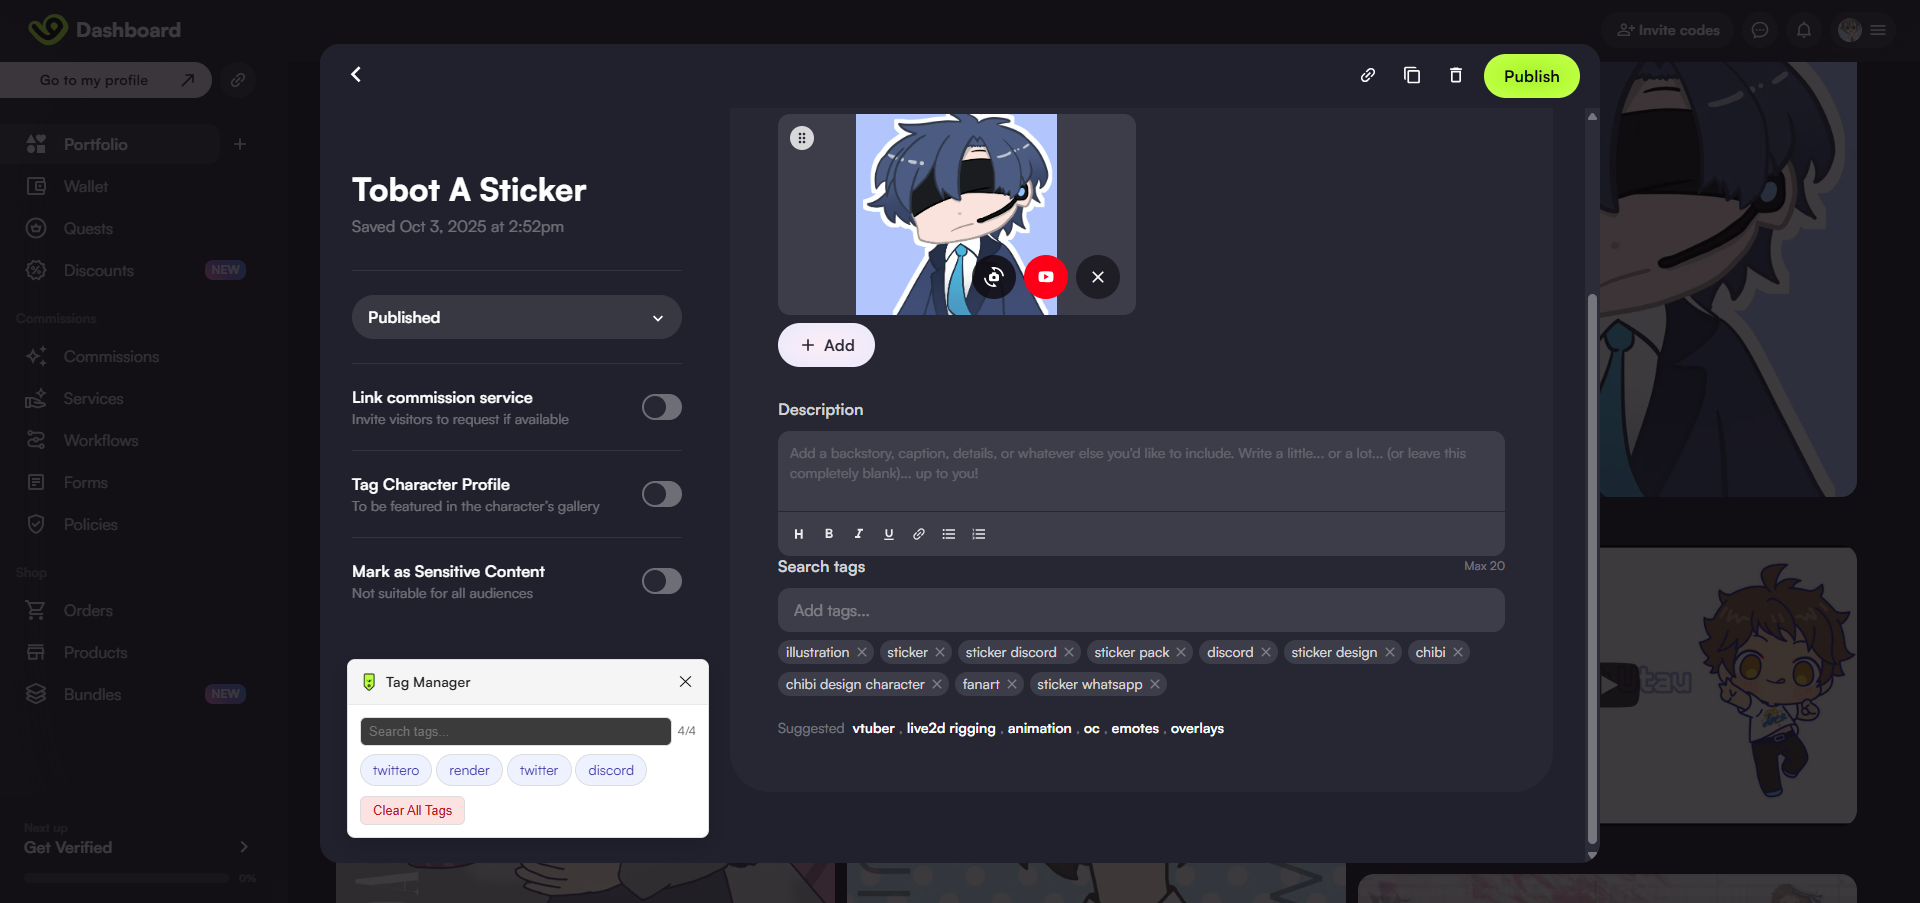 Dashboard
Invite codes
Go to my profile
Portfolio
Wallet
Quests
Discounts
NEW
Commissions
Commissions
Services
Workflows
Forms
Policies
Shop
Orders
Products
Bundles
NEW
Next up
Get Verified
0%
Publish
Tobot A Sticker
Saved Oct 3, 2025 at 2:52pm
Published
Link commission service
Invite visitors to request if available
Tag Character Profile
To be featured in the character's gallery
Mark as Sensitive Content
Not suitable for all audiences
Tag Manager
Search tags...
4/4
twittero
render
twitter
discord
Clear All Tags
Add
Description
Add a backstory, caption, details, or whatever else you'd like to include. Write a little... or a lot... (or leave this
completely blank)... up to you!
H B I U
Search tags
Max 20
Add tags...
illustration
sticker
sticker discord
sticker pack
discord
sticker design
chibi
chibi design character
fanart
sticker whatsapp
Suggested vtuber , live2d rigging , animation , oc , emotes , overlays